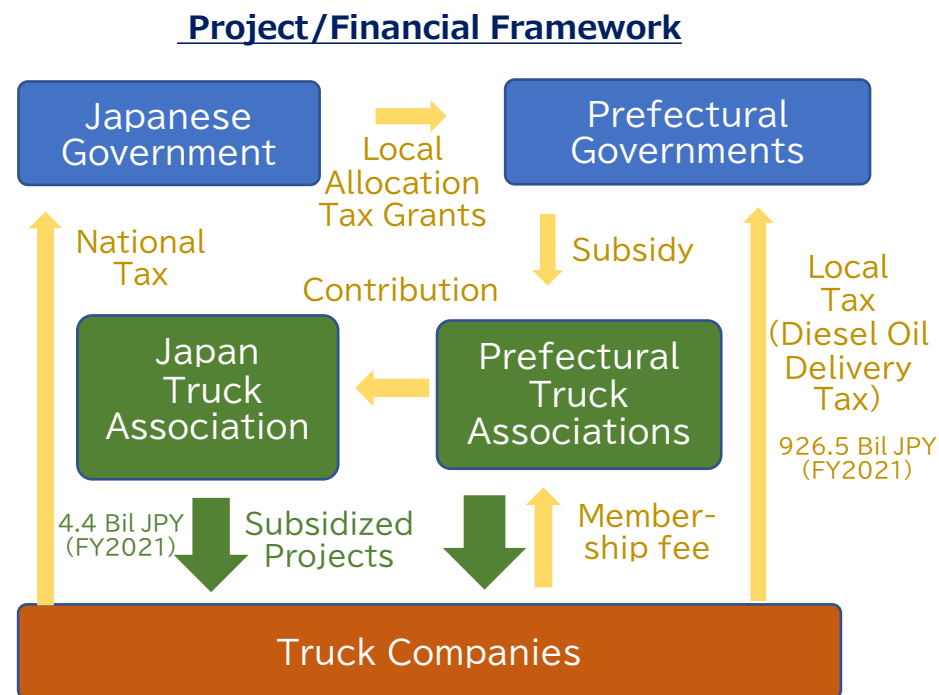 Project/Financial Framework
Japanese
Government
Prefectural
Governments
Local
Allocation
Tax Grants
National
Tax
Subsidy
Contribution
Local
Tax
(Diesel Oil
Delivery
Tax)
926.5 Bil JPY
(FY2021)
Japan
Truck
Association
Prefectural
Truck
Associations
4.4 Bil JPY
(FY2021)
Subsidized
Projects
Member-
ship fee
Truck Companies